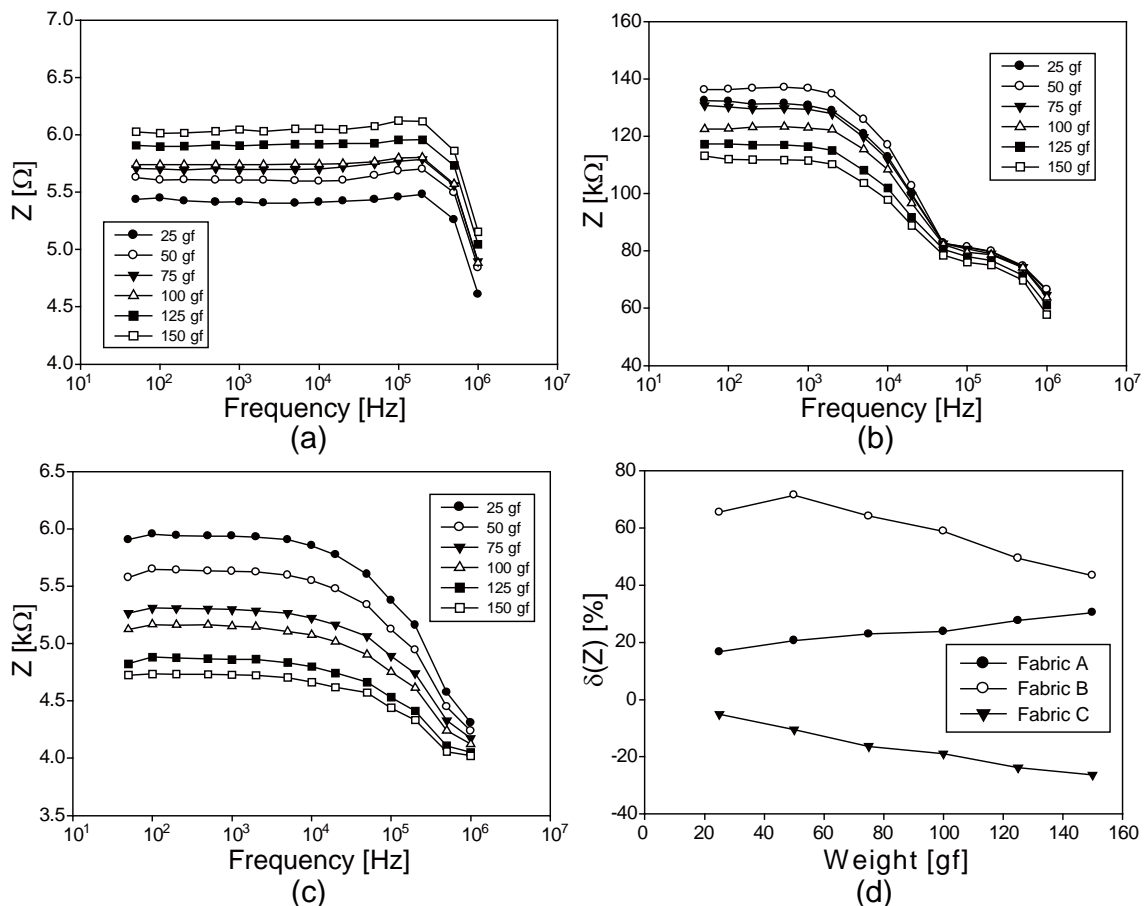 7.0
6.5
6.0
5.5
5.0
4.5
4.0
Z [Ω]
25 gf
50 gf
75 gf
100 gf
125 gf
150 gf
10¹ 10² 10³ 10⁴ 10⁵ 10⁶ 10⁷
Frequency [Hz]
(a)
160
140
120
100
80
60
40
Z [kΩ]
25 gf
50 gf
75 gf
100 gf
125 gf
150 gf
10¹ 10² 10³ 10⁴ 10⁵ 10⁶ 10⁷
Frequency [Hz]
(b)
6.5
6.0
5.5
5.0
4.5
4.0
3.5
Z [kΩ]
25 gf
50 gf
75 gf
100 gf
125 gf
150 gf
10¹ 10² 10³ 10⁴ 10⁵ 10⁶ 10⁷
Frequency [Hz]
(c)
80
60
40
20
0
-20
-40
δ(Z) [%]
Fabric A
Fabric B
Fabric C
0 20 40 60 80 100 120 140 160
Weight [gf]
(d)